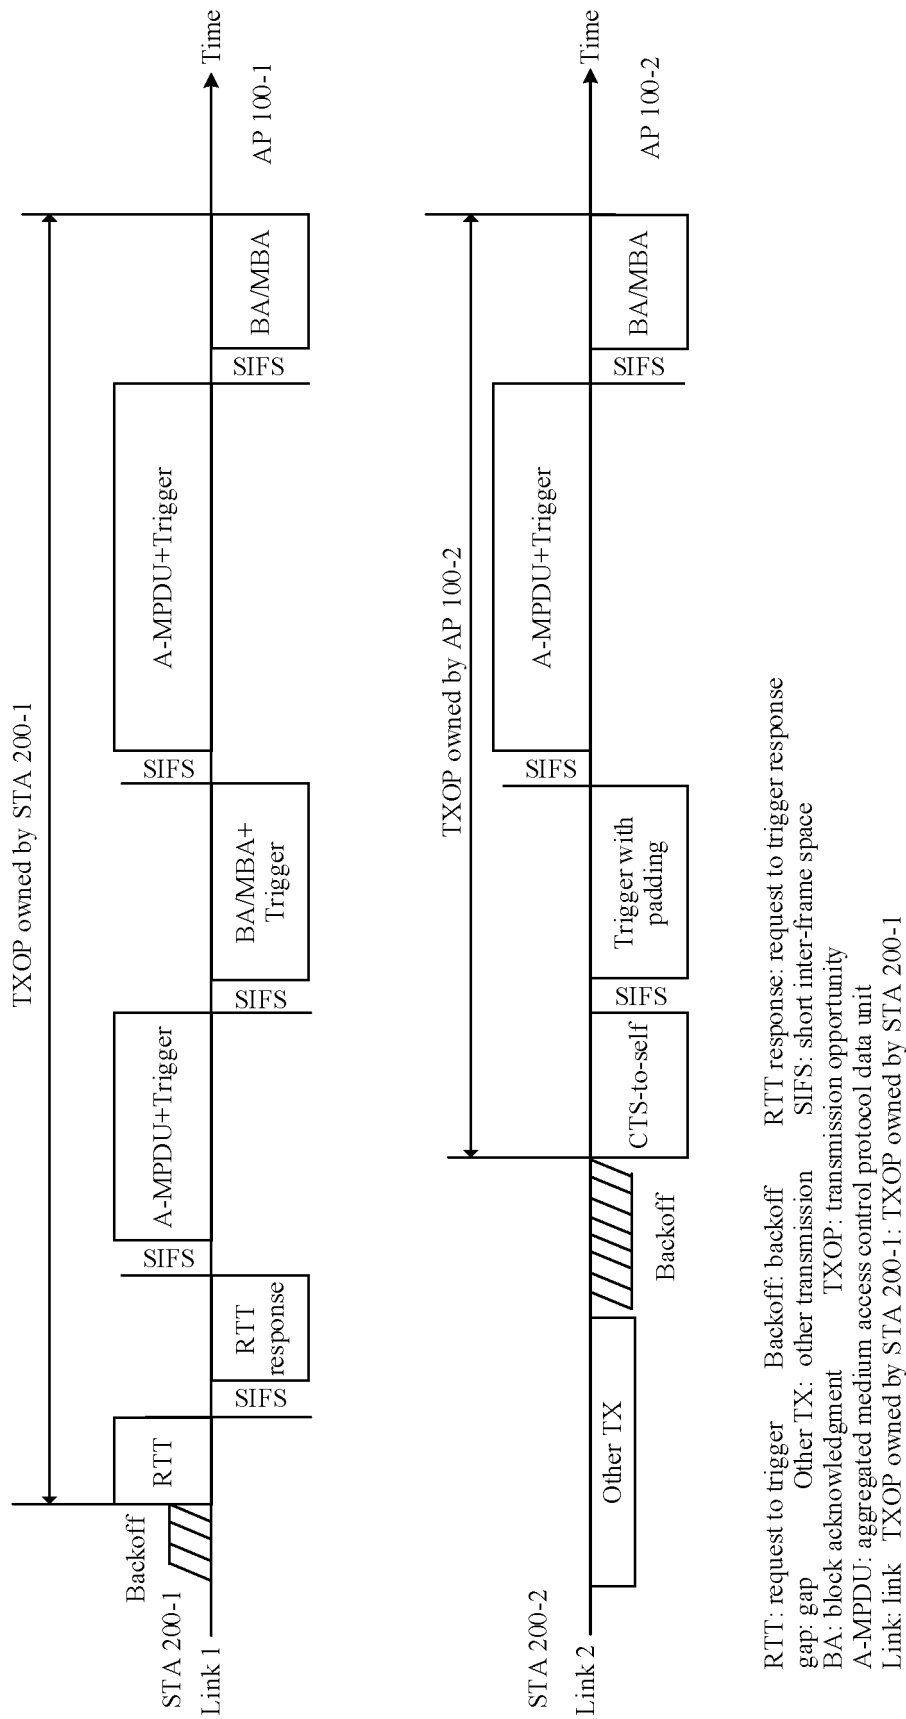 TXOP owned by STA 200-1
STA 200-1
Link 1
Backoff
RTT
SIFS
RTT
response
SIFS
A-MPDU+Trigger
SIFS
BA/MBA+
Trigger
SIFS
A-MPDU+Trigger
SIFS
BA/MBA
AP 100-1
Time
TXOP owned by AP 100-2
STA 200-2
Link 2
Other TX
Backoff
CTS-to-self
SIFS
Trigger with
padding
SIFS
A-MPDU+Trigger
SIFS
BA/MBA
AP 100-2
Time
RTT: request to trigger Backoff: backoff RTT response: request to trigger response
gap: gap Other TX: other transmission SIFS: short inter-frame space
BA: block acknowledgment TXOP: transmission opportunity
A-MPDU: aggregated medium access control protocol data unit
Link: link TXOP owned by STA 200-1: TXOP owned by STA 200-1